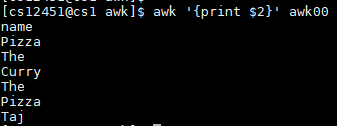 [cs12451@cs1 awk]$ awk '{print $2}' awk00
name
Pizza
The
Curry
The
Pizza
Taj